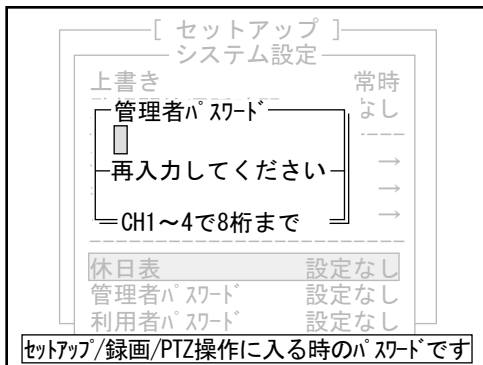 [ セットアップ ]
システム設定
上書き 常時
なし
管理者ﾊﾟｽﾜｰﾄﾞ
再入力してください
→
→
→
CH1～4で8桁まで
休日表 設定なし
管理者ﾊﾟｽﾜｰﾄﾞ 設定なし
利用者ﾊﾟｽﾜｰﾄﾞ 設定なし
ｾｯﾄｱｯﾌﾟ/録画/PTZ操作に入る時のﾊﾟｽﾜｰﾄﾞです